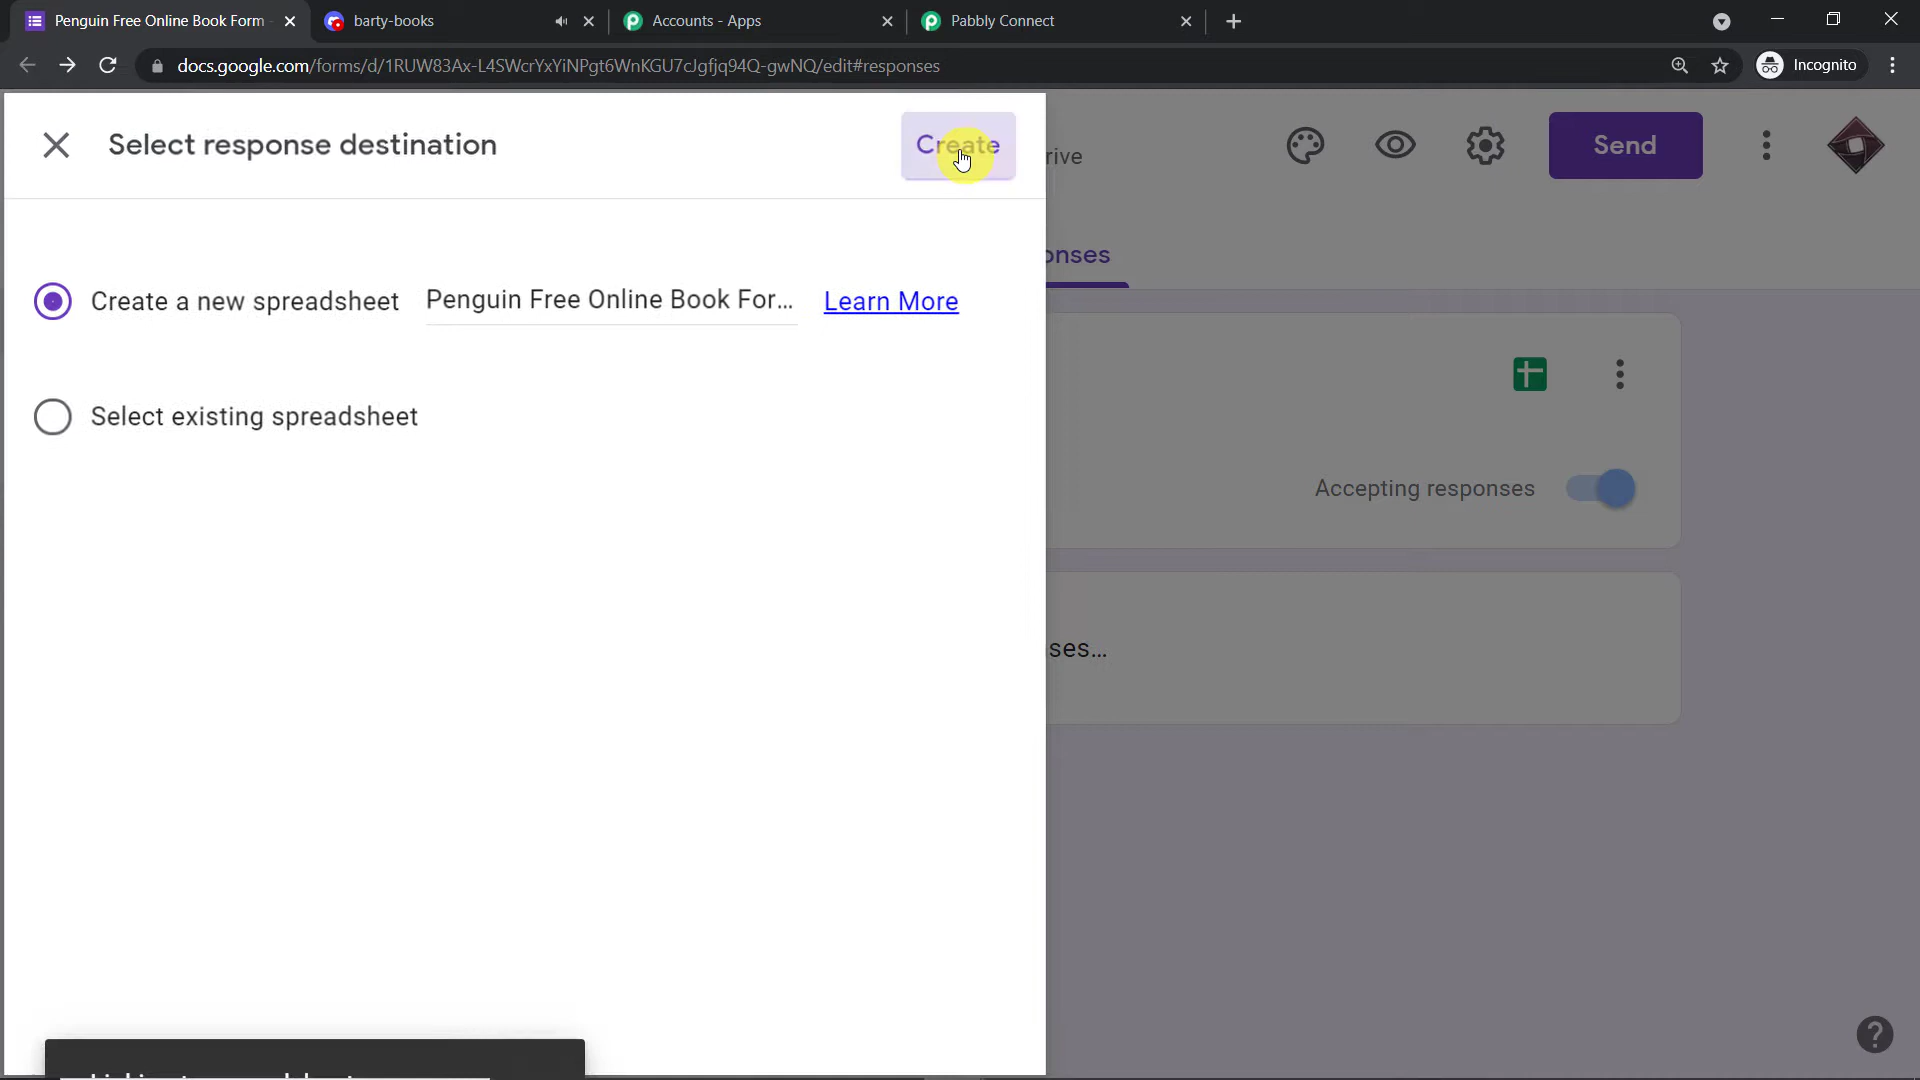 Penguin Free Online Book Form
barty-books
Accounts - Apps
Pabbly Connect
docs.google.com/forms/d/1RUW83Ax-L4SWcrYxYiNPgt6WnKGU7cJgfjq94Q-gwNQ/edit#responses
Incognito
Select response destination
Create
rive
Send
onses
Create a new spreadsheet
Penguin Free Online Book For...
Learn More
Select existing spreadsheet
Accepting responses
ses...